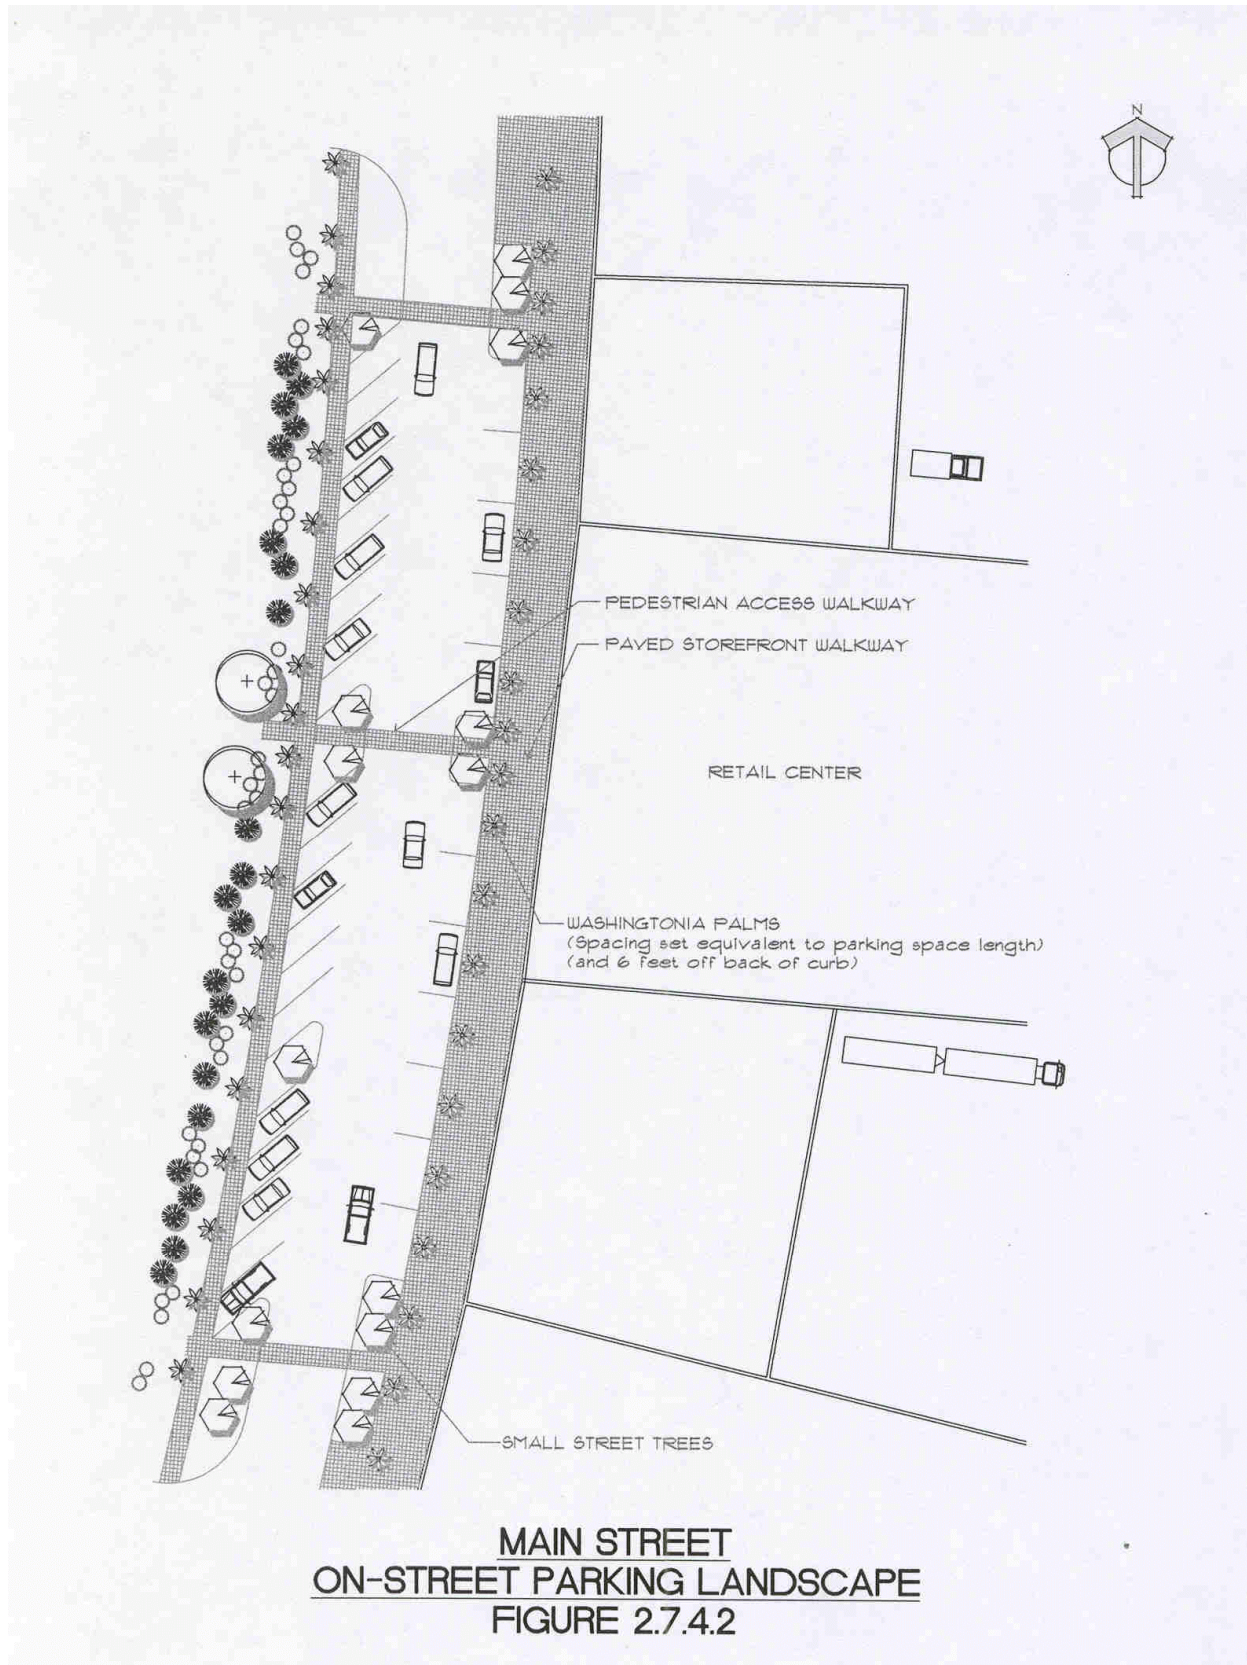 N
PEDESTRIAN ACCESS WALKWAY
PAVED STOREFRONT WALKWAY
RETAIL CENTER
WASHINGTONIA PALMS
(Spacing set equivalent to parking space length)
(and 6 feet off back of curb)
SMALL STREET TREES
MAIN STREET
ON-STREET PARKING LANDSCAPE
FIGURE 2.7.4.2